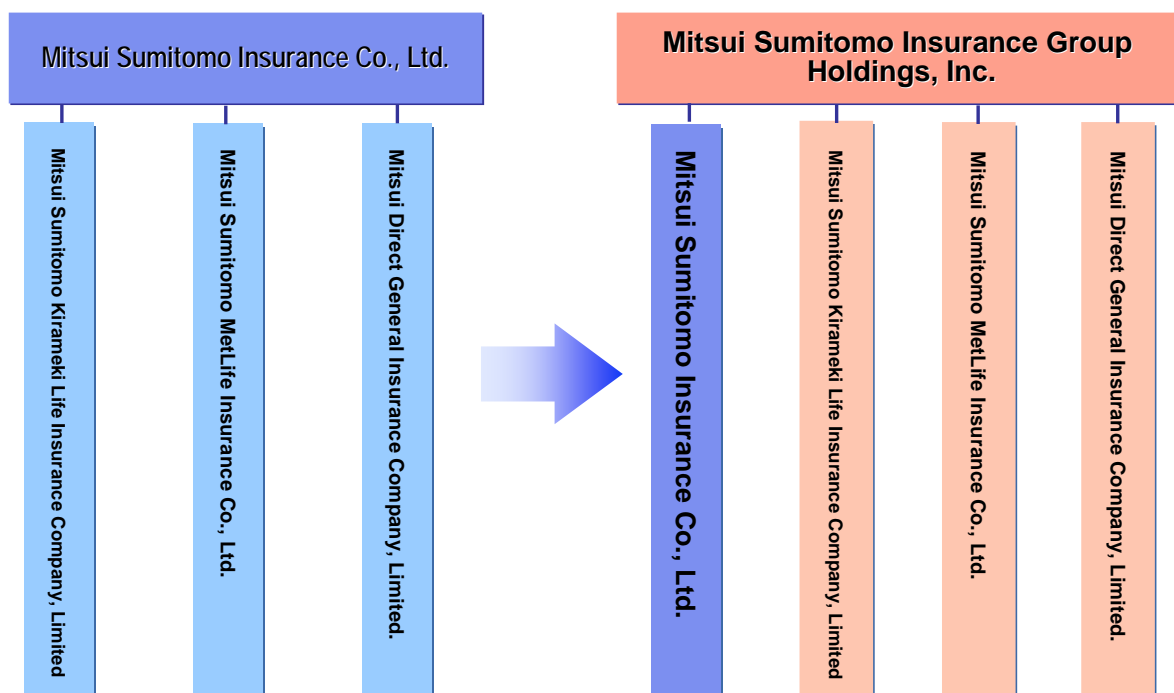 Mitsui Sumitomo Insurance Co., Ltd.
Mitsui Sumitomo Kirameki Life Insurance Company, Limited
Mitsui Sumitomo MetLife Insurance Co., Ltd.
Mitsui Direct General Insurance Company, Limited.
Mitsui Sumitomo Insurance Group
Holdings, Inc.
Mitsui Sumitomo Insurance Co., Ltd.
Mitsui Sumitomo Kirameki Life Insurance Company, Limited
Mitsui Sumitomo MetLife Insurance Co., Ltd.
Mitsui Direct General Insurance Company, Limited.